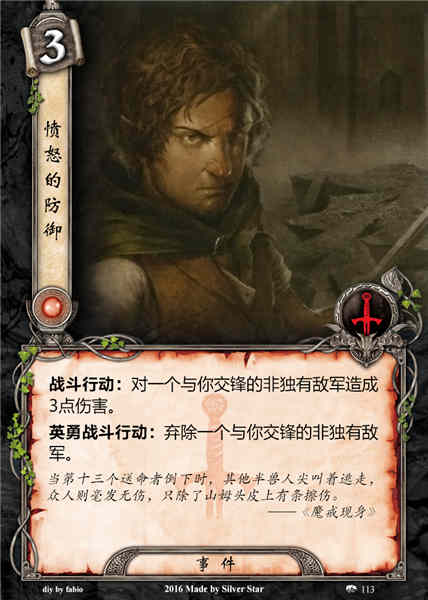 3
愤怒的防御
战斗行动：对一个与你交锋的非独有敌军造成
3点伤害。
英勇战斗行动：弃除一个与你交锋的非独有敌
军。
当第十三个送命者倒下时，其他半兽人尖叫着逃走，
众人则毫发无伤，只除了山姆头皮上有条擦伤。
——《魔戒现身》
事件
diy by fabio
2016 Made by Silver Star
113